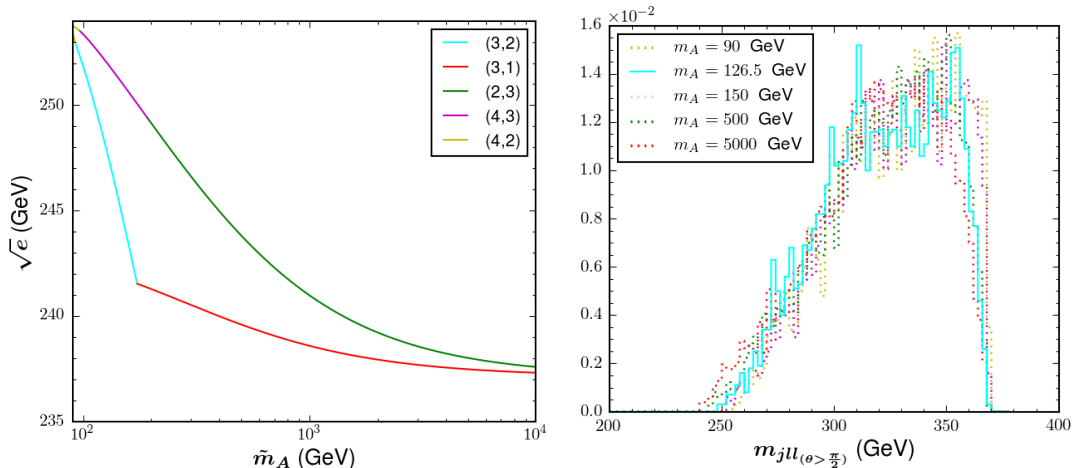 (3,2)
(3,1)
(2,3)
(4,3)
(4,2)
250
245
240
235
√e (GeV)
10² 10³ 10⁴
m̃_A (GeV)
1.6 ×10⁻²
1.4
1.2
1.0
0.8
0.6
0.4
0.2
0.0
m_A = 90 GeV
m_A = 126.5 GeV
m_A = 150 GeV
m_A = 500 GeV
m_A = 5000 GeV
200 250 300 350 400
m_{jll_{(θ>π/2)}} (GeV)